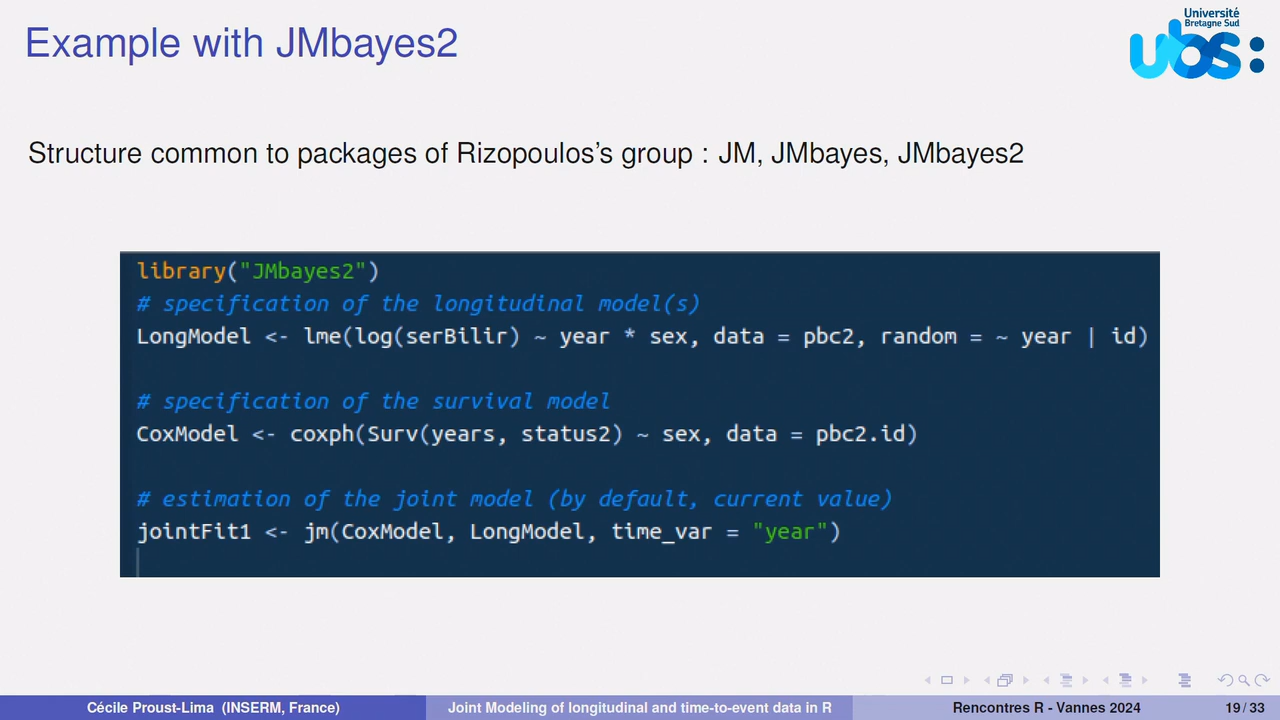 Example with JMbayes2
Université
Bretagne Sud
ubs:
Structure common to packages of Rizopoulos's group : JM, JMbayes, JMbayes2
library("JMbayes2")
# specification of the longitudinal model(s)
LongModel <- lme(log(serBilir) ~ year * sex, data = pbc2, random = ~ year | id)
# specification of the survival model
CoxModel <- coxph(Surv(years, status2) ~ sex, data = pbc2.id)
# estimation of the joint model (by default, current value)
jointFit1 <- jm(CoxModel, LongModel, time_var = "year")
Cécile Proust-Lima (INSERM, France) Joint Modeling of longitudinal and time-to-event data in R Rencontres R - Vannes 2024 19 / 33